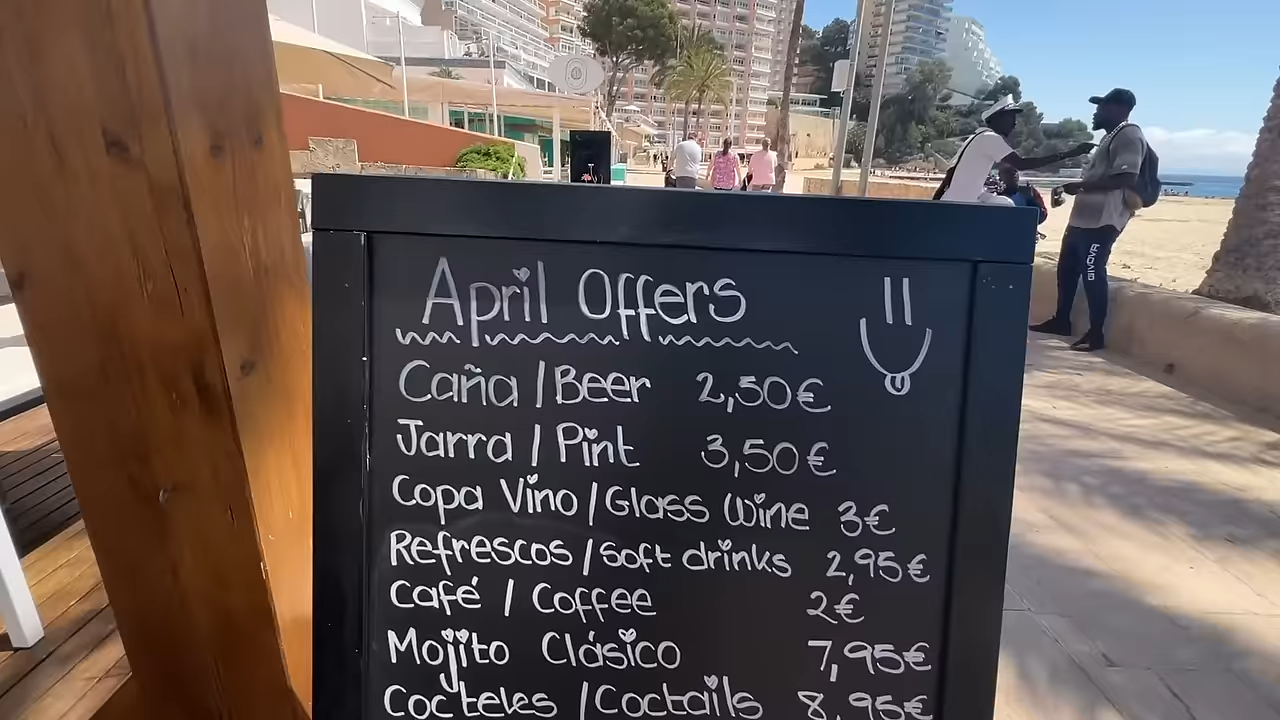 April Offers
Caña / Beer 2,50€
Jarra / Pint 3,50€
Copa Vino / Glass Wine 3€
Refrescos / Soft drinks 2,95€
Café / Coffee 2€
Mojito Clásico 7,95€
Cocteles / Coctails 8,95€
GIVOVA